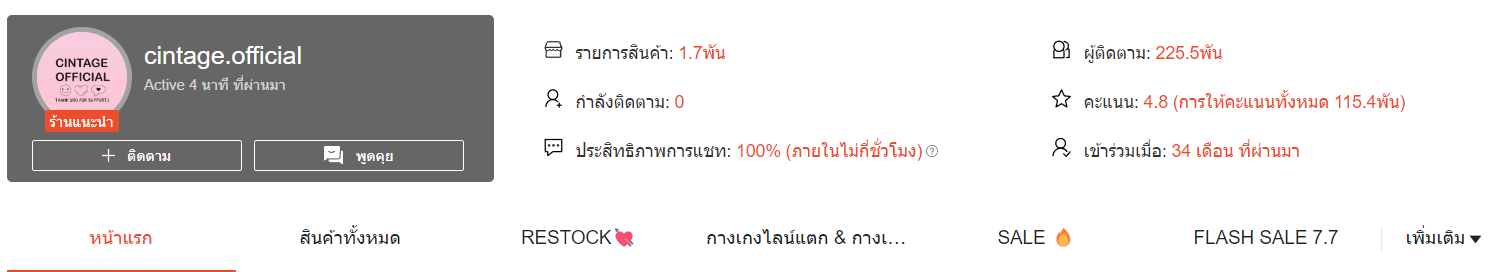 CINTAGE
OFFICIAL
THANK YOU FOR SUPPORT!
ร้านแนะนำ
cintage.official
Active 4 นาที ที่ผ่านมา
ติดตาม
พูดคุย
รายการสินค้า: 1.7พัน
ผู้ติดตาม: 225.5พัน
กำลังติดตาม: 0
คะแนน: 4.8 (การให้คะแนนทั้งหมด 115.4พัน)
ประสิทธิภาพการแชท: 100% (ภายในไม่กี่ชั่วโมง)
เข้าร่วมเมื่อ: 34 เดือน ที่ผ่านมา
หน้าแรก สินค้าทั้งหมด RESTOCK💘 กางเกงไลน์แตก & กางเ... SALE 🔥 FLASH SALE 7.7 เพิ่มเติม